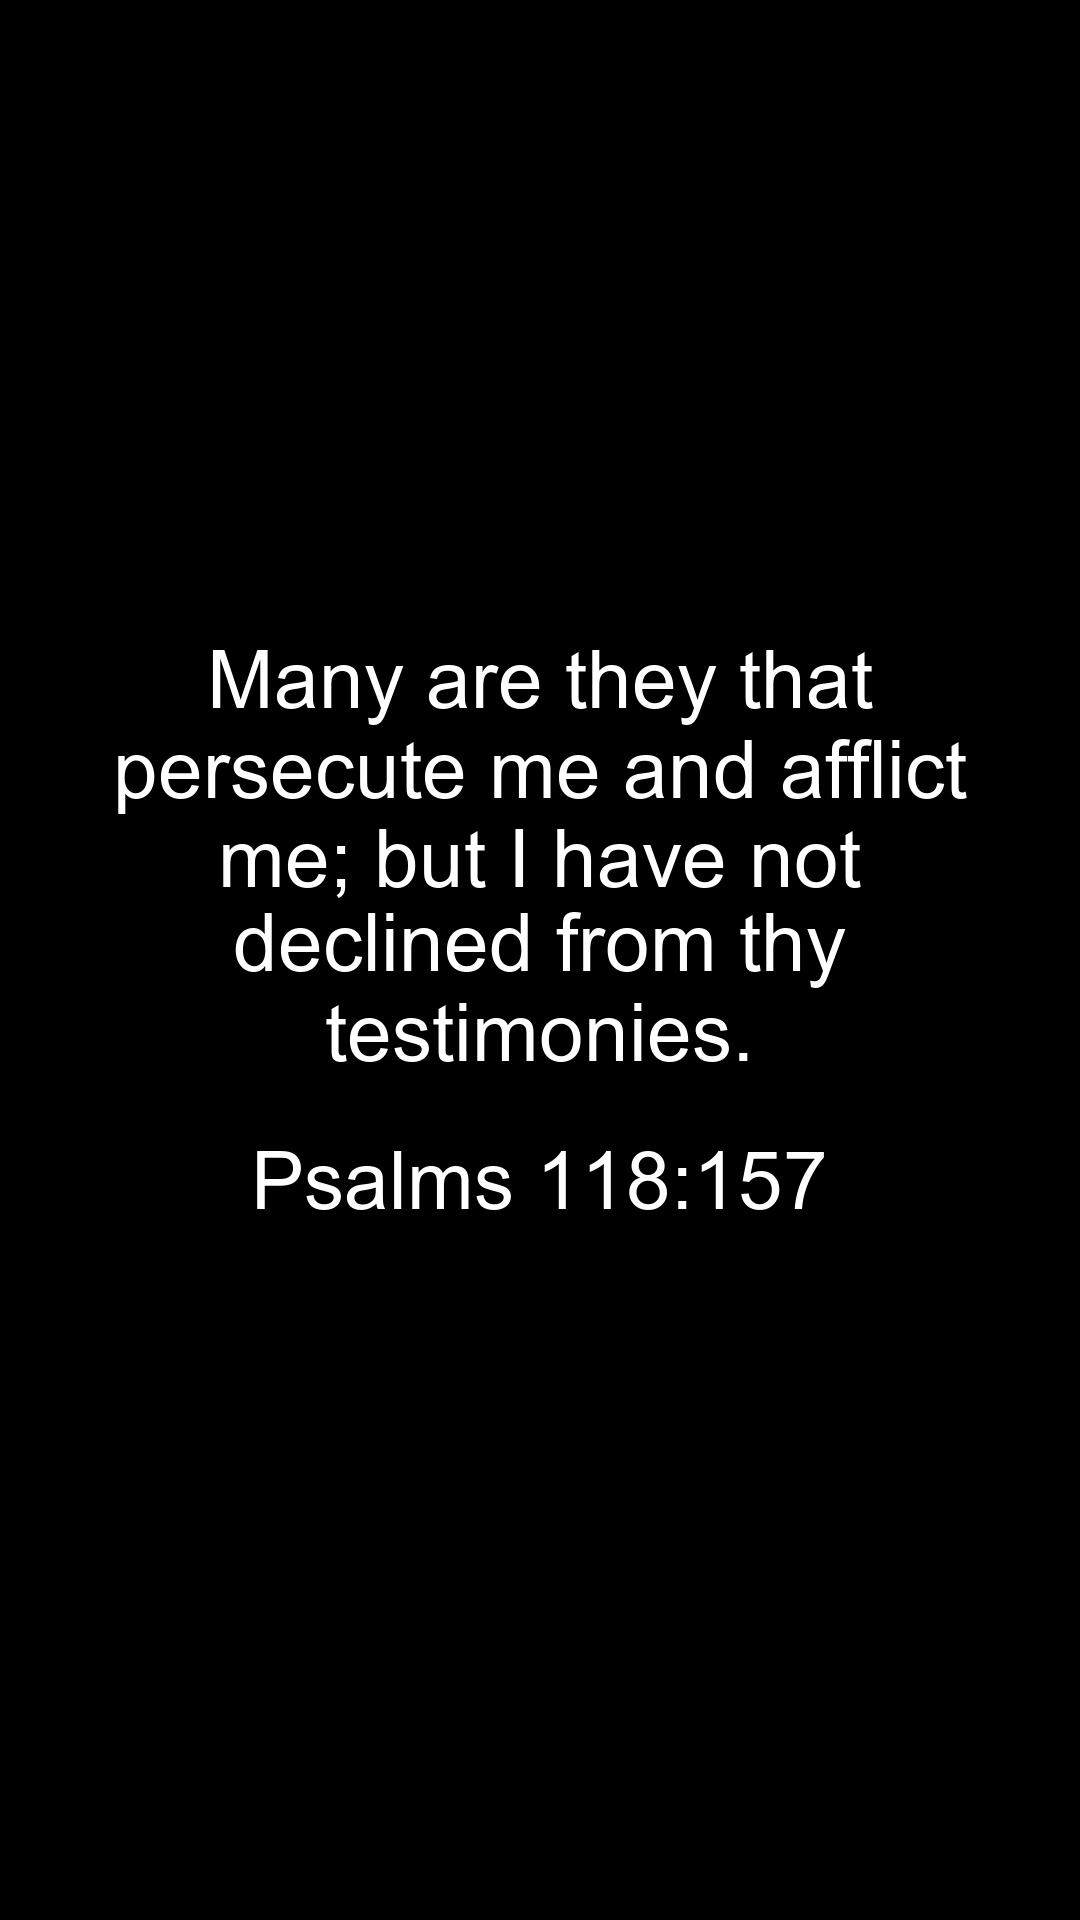 Many are they that
persecute me and afflict
me; but I have not
declined from thy
testimonies.
Psalms 118:157